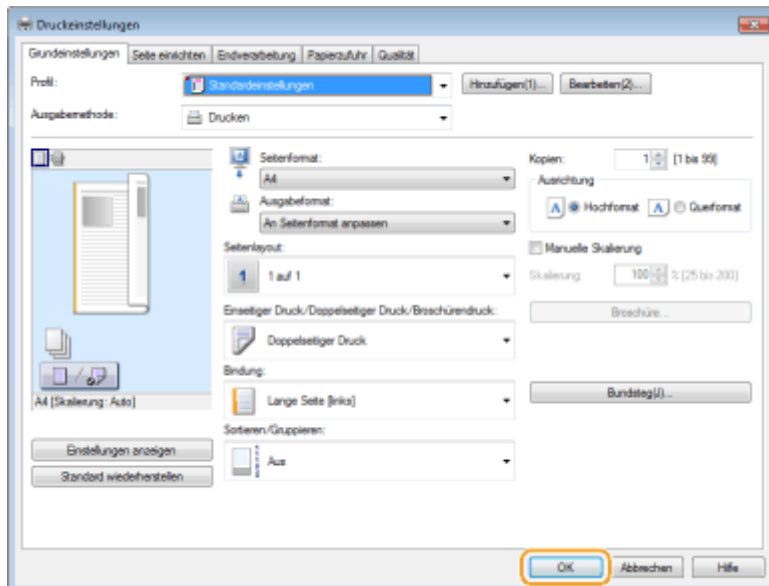 Druckeinstellungen
Grundeinstellungen Seite einrichten Endverarbeitung Papierzufuhr Qualität
Profil: Standardeinstellungen Hinzufügen(1)... Bearbeiten(2)...
Ausgabemethode: Drucken
Seitenformat: Kopien: 1 [1 bis 99]
A4 Ausrichtung
Ausgabeformat: A Hochformat A Querformat
An Seitenformat anpassen
Seitenlayout: Manuelle Skalierung
1 1 auf 1 Skalierung: 100 % [25 bis 200]
Einseitiger Druck/Doppelseitiger Druck/Broschürendruck: Broschüre...
Doppelseitiger Druck
Bindung:
A4 [Skalierung: Auto] Lange Seite [links] Bundsteg(J)...
Sortieren/Gruppieren:
Einstellungen anzeigen
Aus
Standard wiederherstellen
OK Abbrechen Hilfe